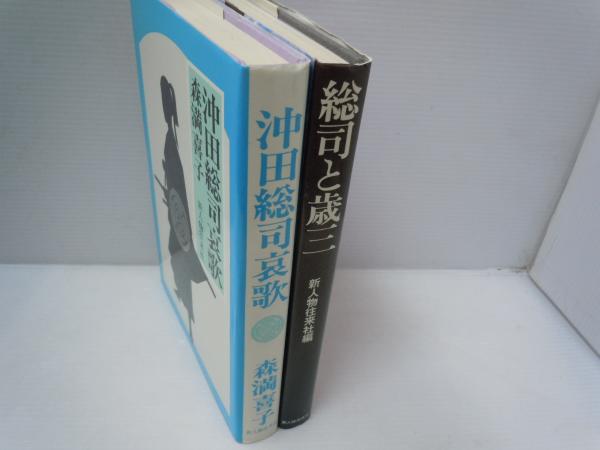 沖田総司哀歌
森満喜子
沖田総司哀歌
森満喜子
総司と歳三
新人物往来社編